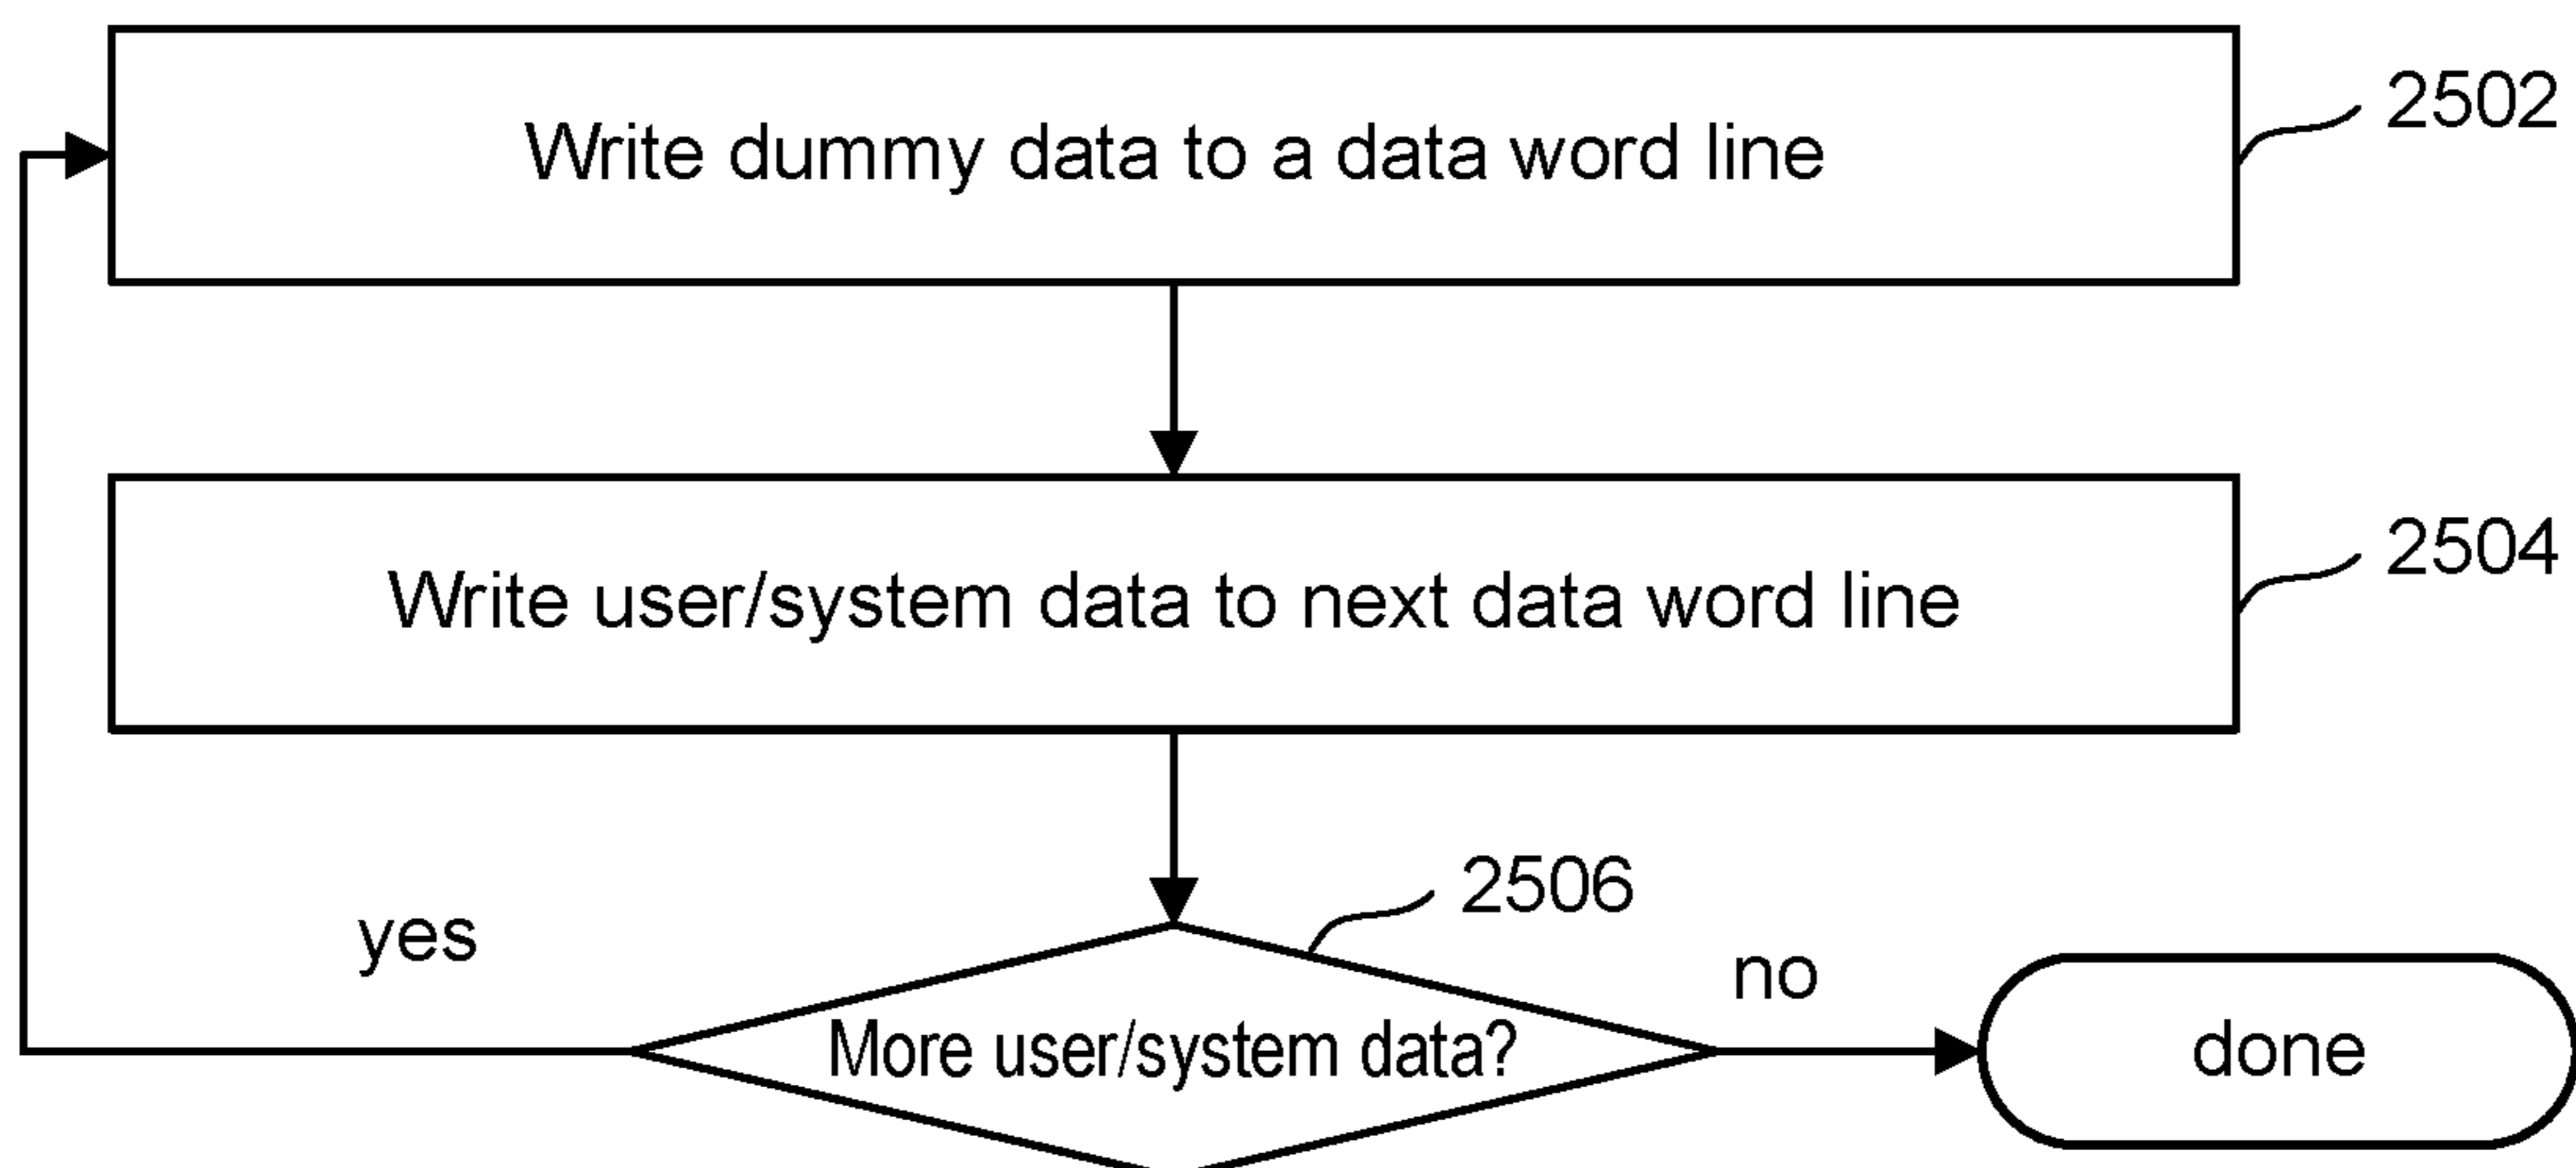 Write dummy data to a data word line
2502
Write user/system data to next data word line
2504
2506
yes
no
More user/system data?
done